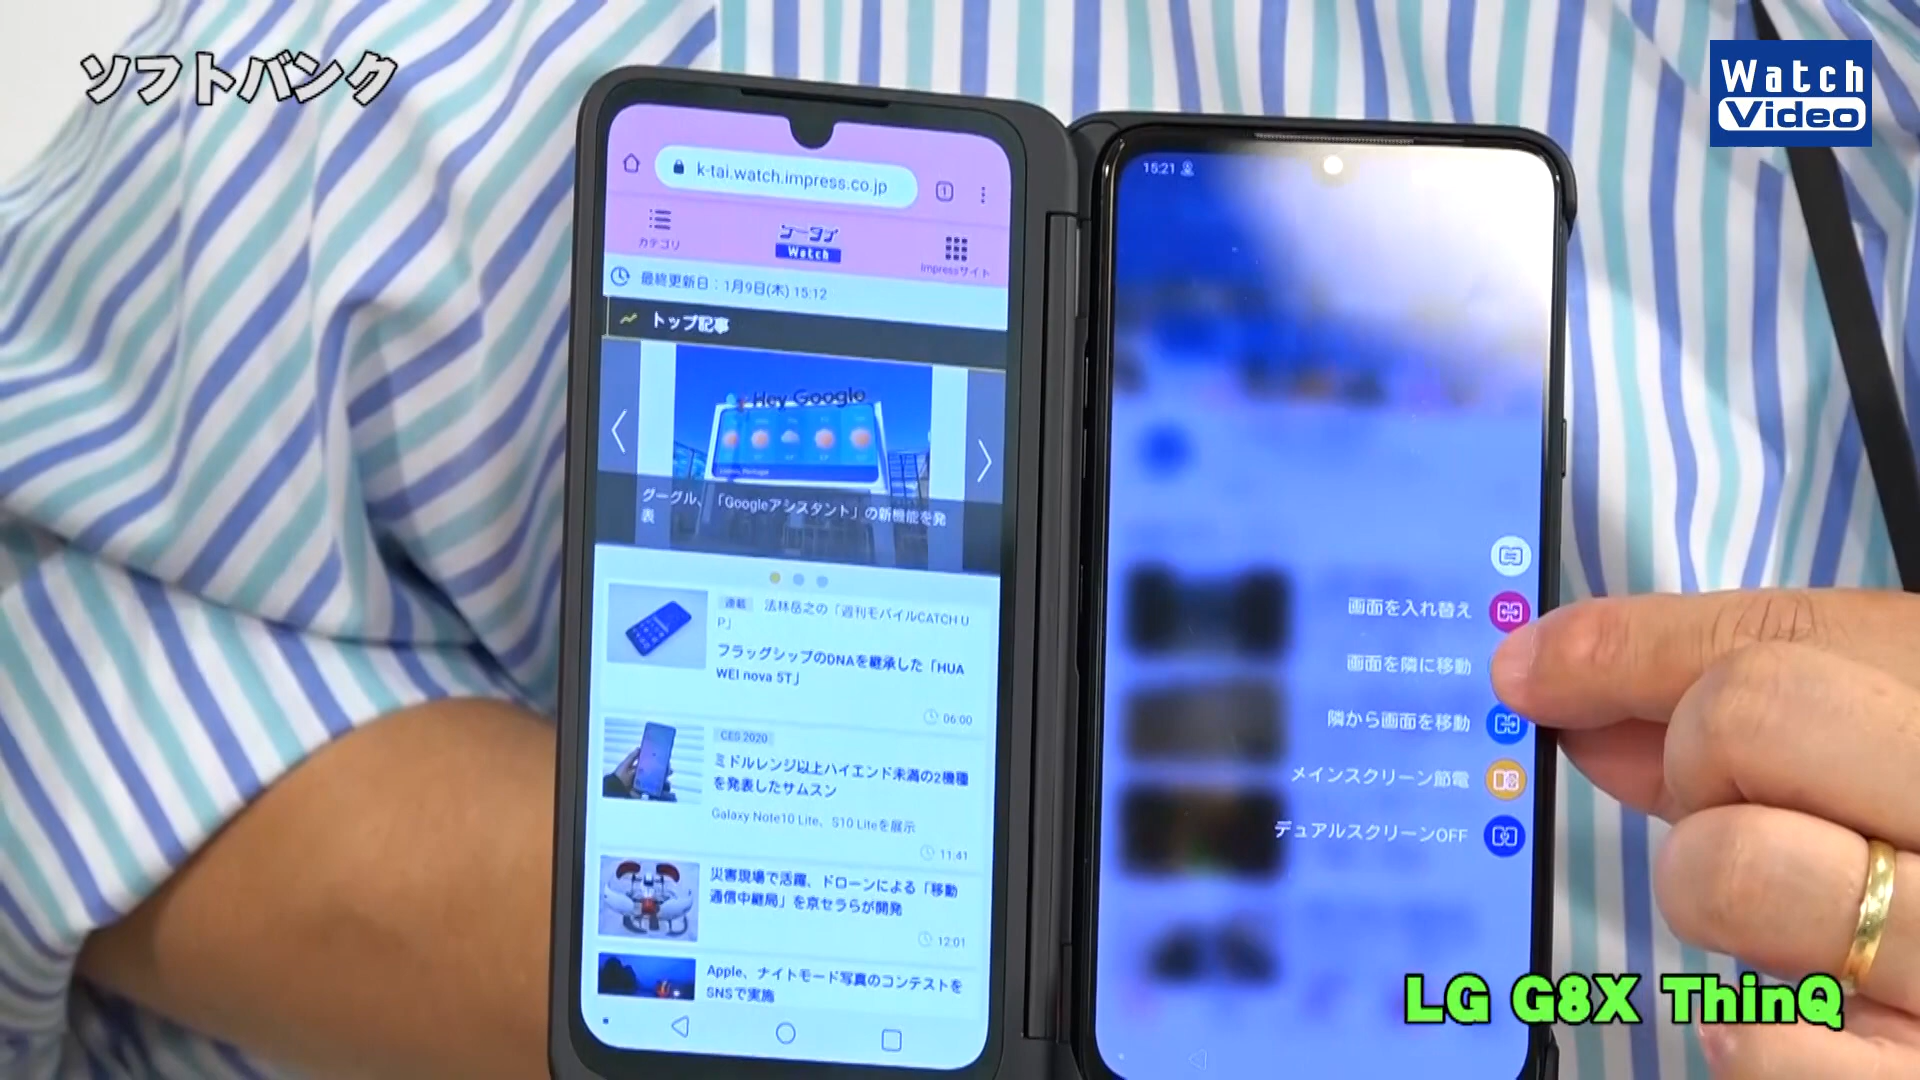 ソフトバンク
Watch
Video
k-tai.watch.impress.co.jp
1
カテゴリ
ケータイ
Watch
Impressサイト
最終更新日：1月9日(木) 15:12
トップ記事
Hey Google
グーグル、「Googleアシスタント」の新機能を発
表
連載 法林岳之の「週刊モバイルCATCH U
P」
フラッグシップのDNAを継承した「HUA
WEI nova 5T」
06:00
CES 2020
ミドルレンジ以上ハイエンド未満の2機種
を発表したサムスン
Galaxy Note10 Lite、S10 Liteを展示
11:41
災害現場で活躍、ドローンによる「移動
通信中継局」を京セラらが開発
12:01
Apple、ナイトモード写真のコンテストを
SNSで実施
15:21
画面を入れ替え
画面を隣に移動
隣から画面を移動
メインスクリーン節電
デュアルスクリーンOFF
LG G8X ThinQ